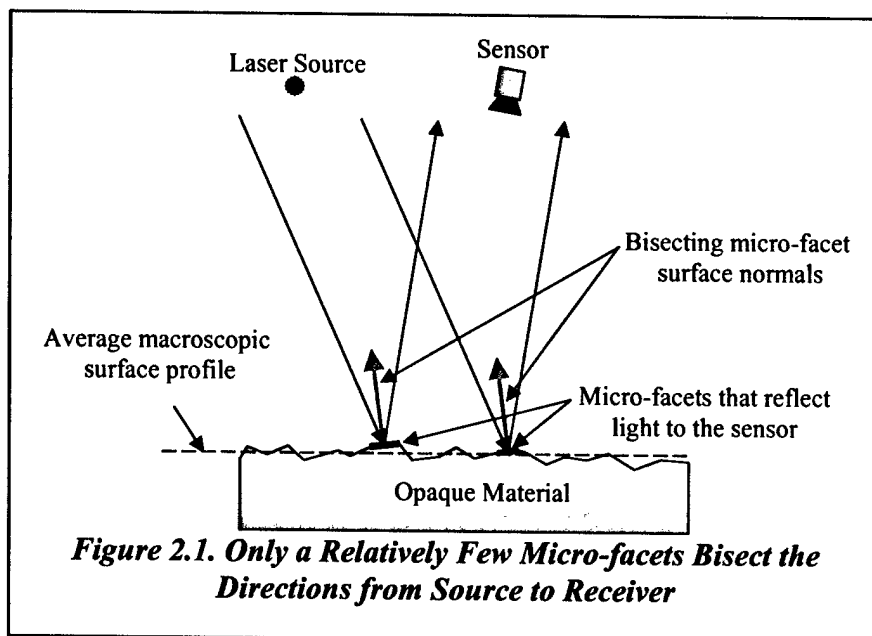 Laser Source
Sensor
Bisecting micro-facet
surface normals
Average macroscopic
surface profile
Micro-facets that reflect
light to the sensor
Opaque Material
Figure 2.1. Only a Relatively Few Micro-facets Bisect the
Directions from Source to Receiver